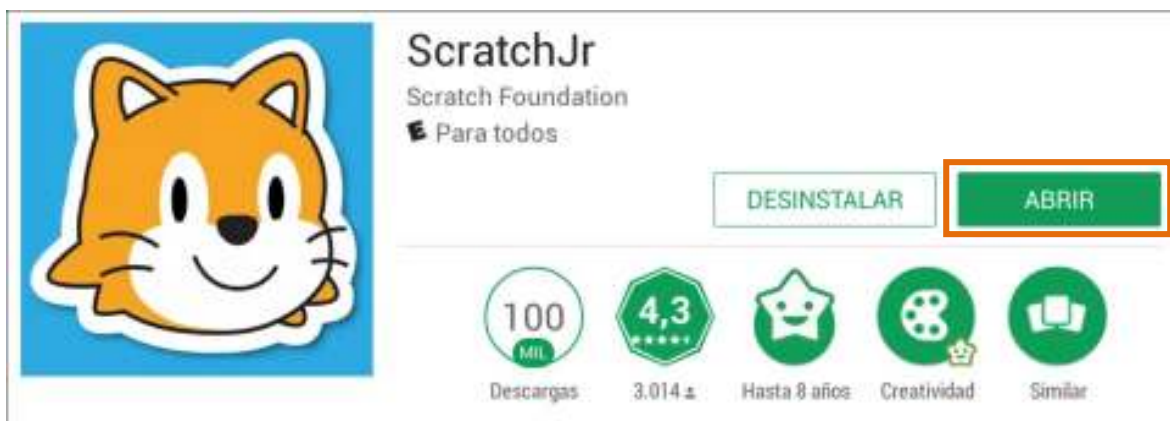 ScratchJr
Scratch Foundation
E Para todos
DESINSTALAR ABRIR
100 4,3
MIL
Descargas 3.014 Hasta 8 años Creatividad Similar